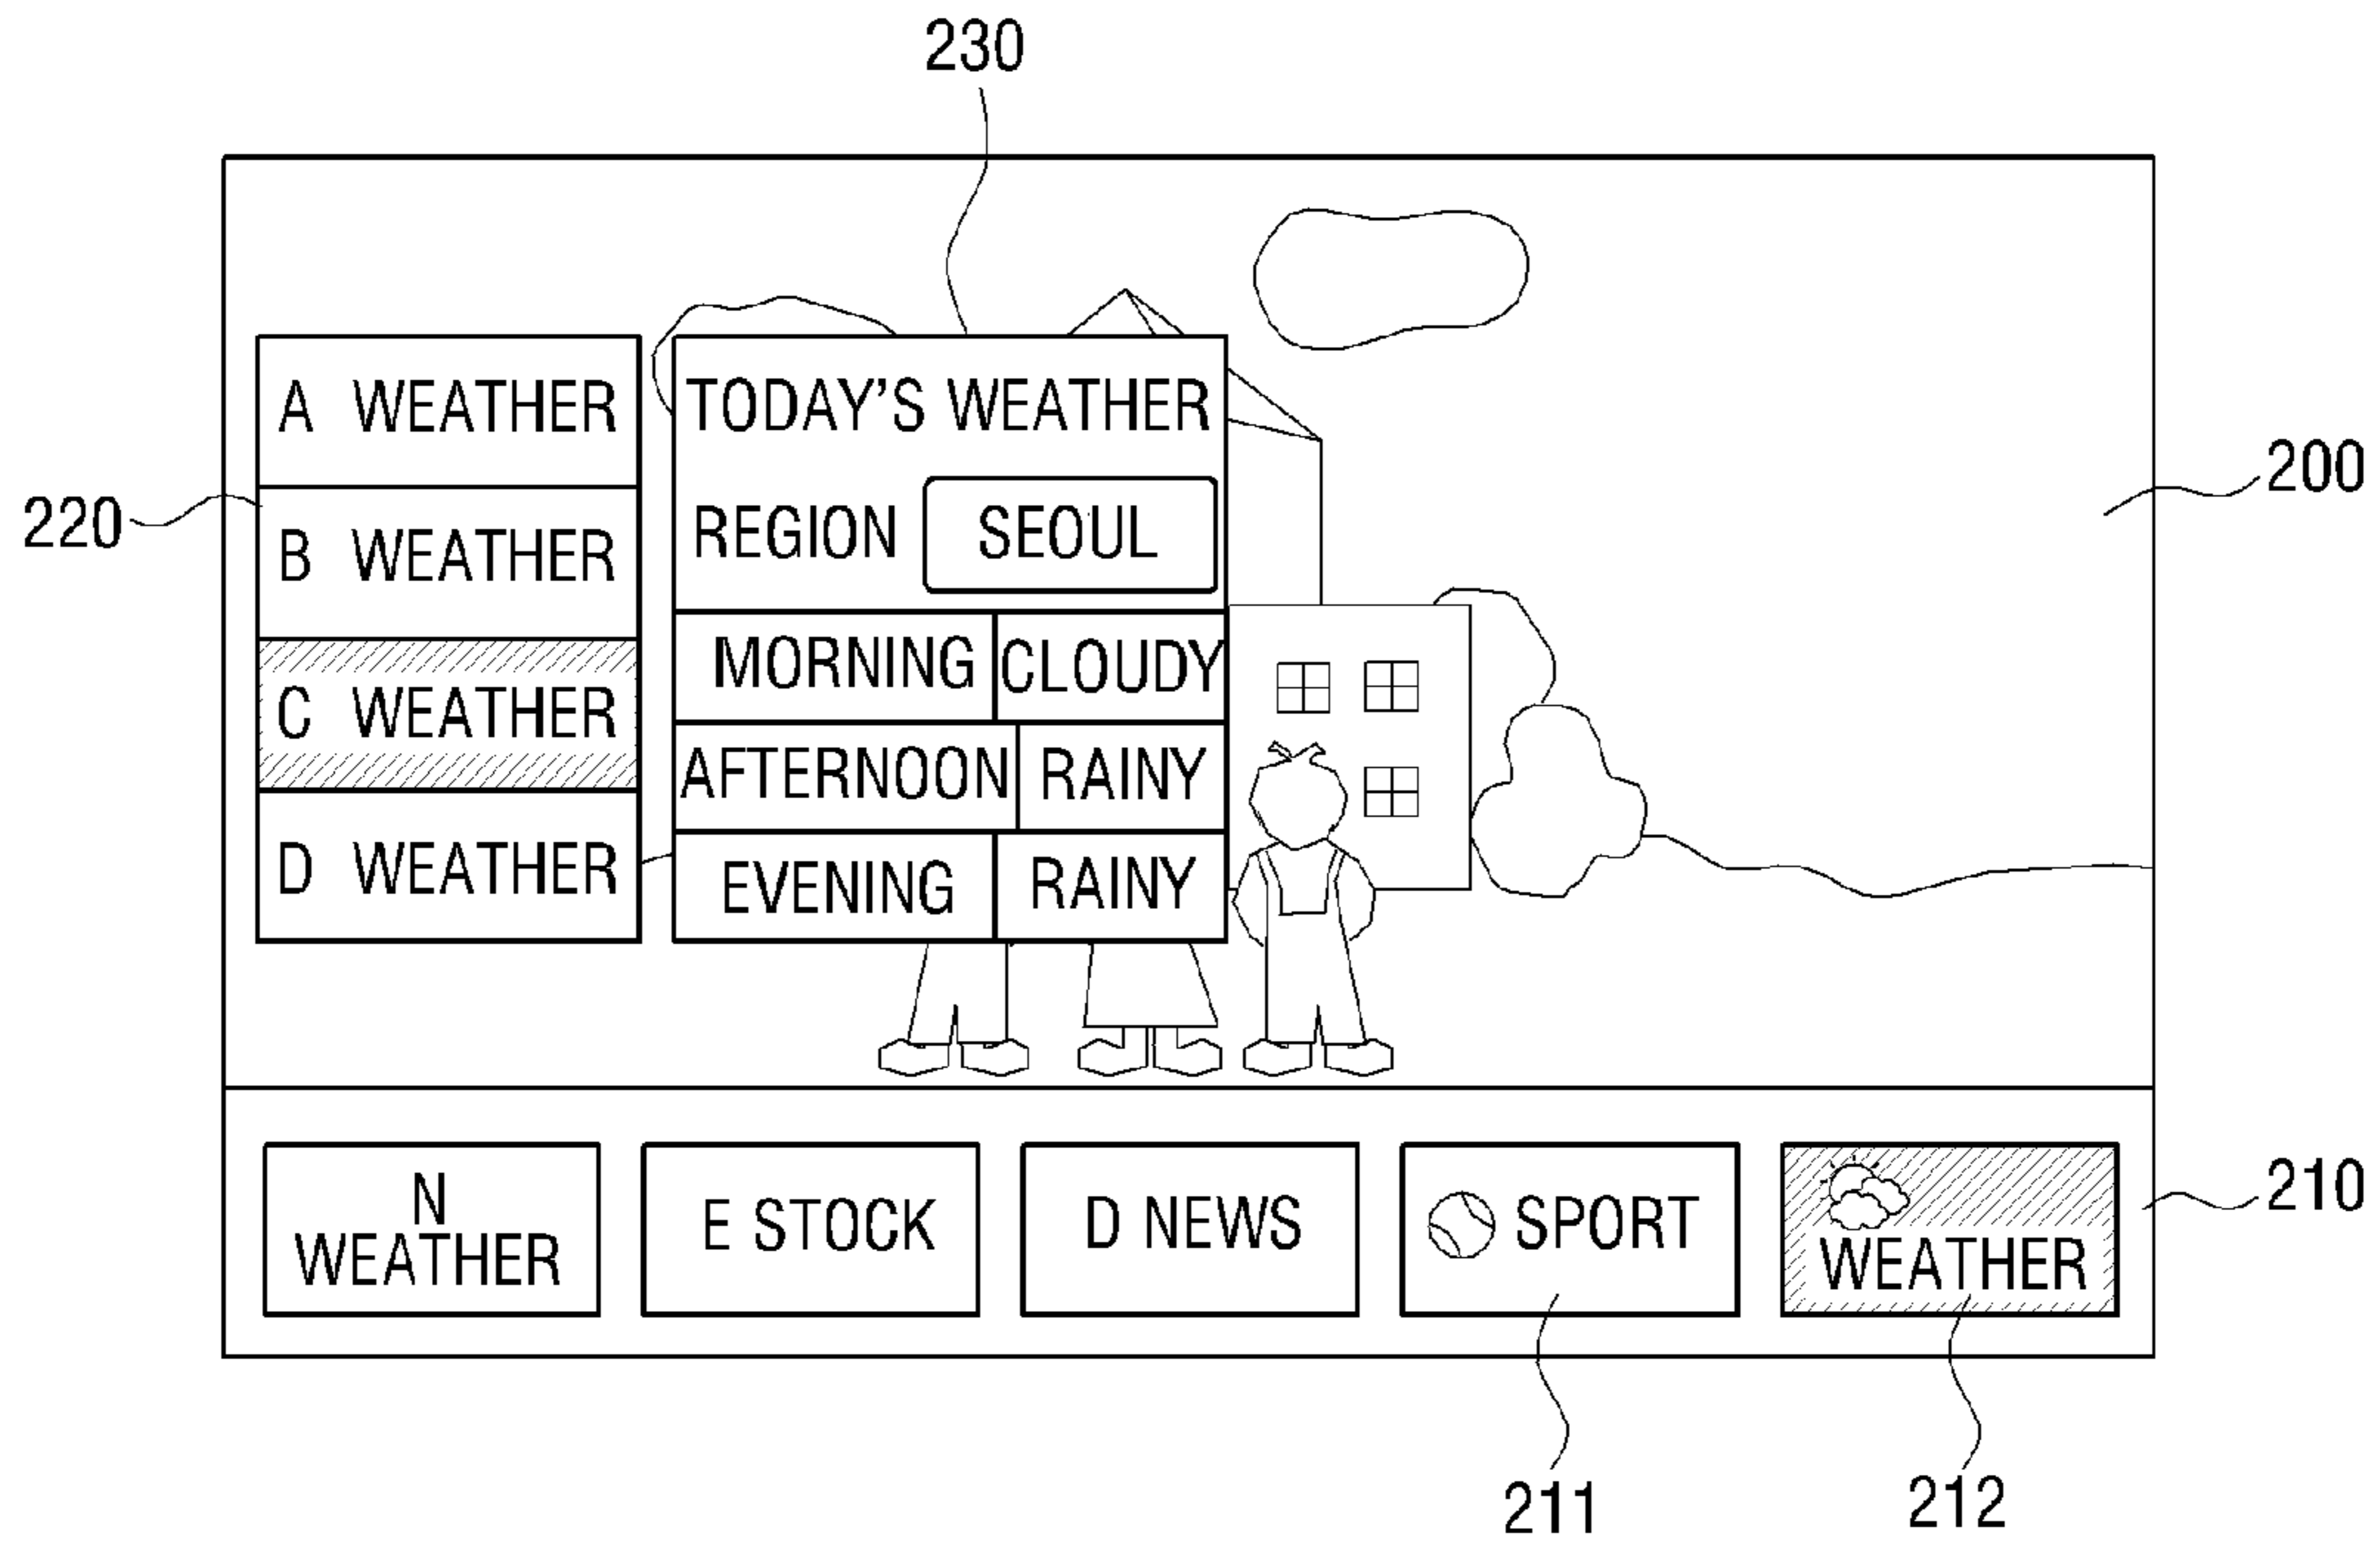 230
A WEATHER
B WEATHER
C WEATHER
D WEATHER
220
TODAY'S WEATHER
REGION SEOUL
MORNING CLOUDY
AFTERNOON RAINY
EVENING RAINY
200
N
WEATHER
E STOCK
D NEWS
SPORT
WEATHER
210
211
212